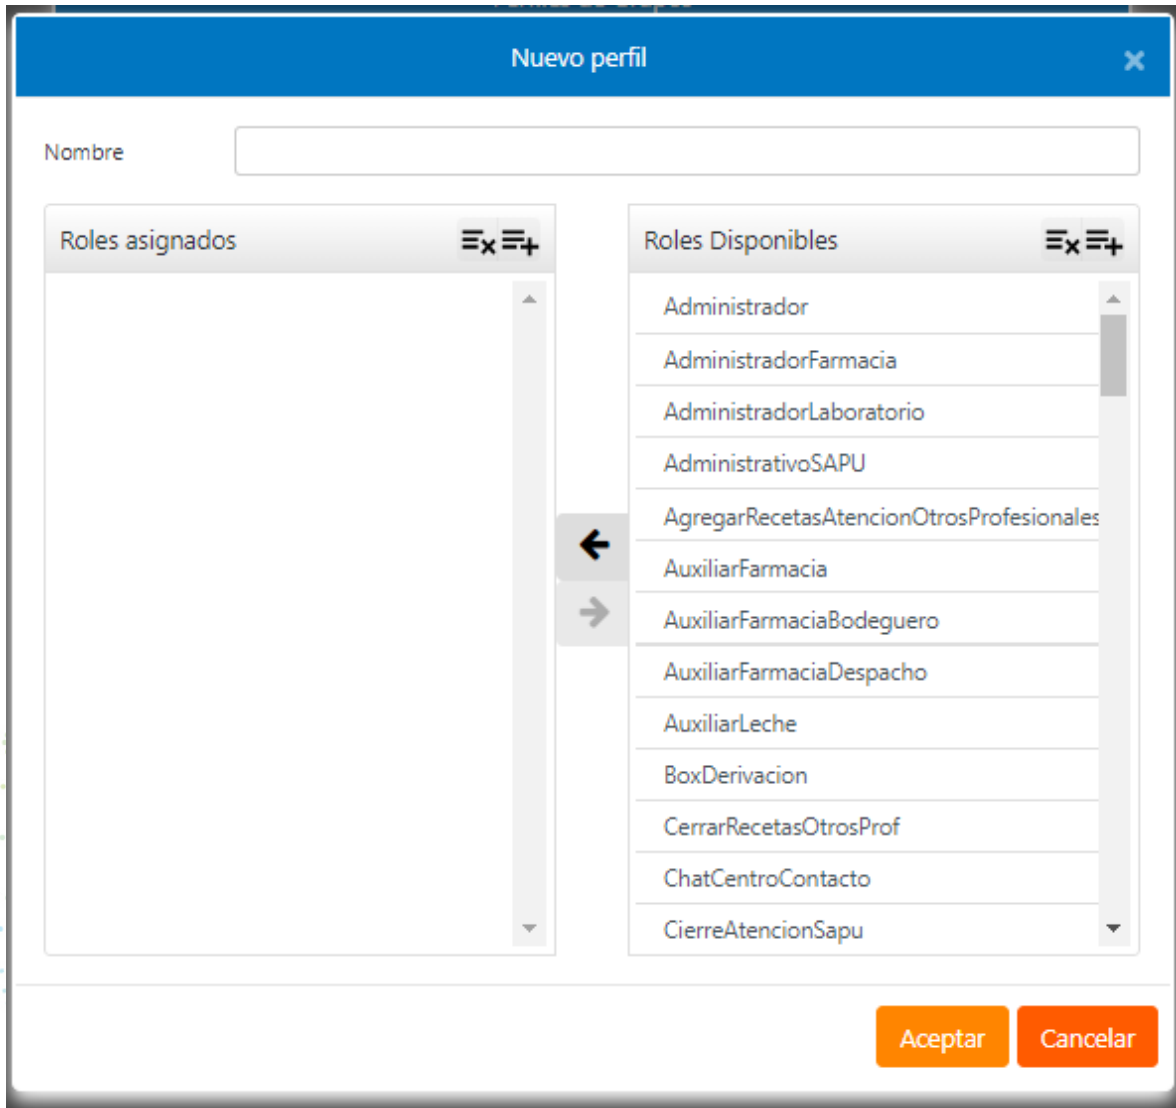 Nuevo perfil
Nombre
Roles asignados
Roles Disponibles
Administrador
AdministradorFarmacia
AdministradorLaboratorio
AdministrativoSAPU
AgregarRecetasAtencionOtrosProfesionales
AuxiliarFarmacia
AuxiliarFarmaciaBodeguero
AuxiliarFarmaciaDespacho
AuxiliarLeche
BoxDerivacion
CerrarRecetasOtrosProf
ChatCentroContacto
CierreAtencionSapu
Aceptar
Cancelar